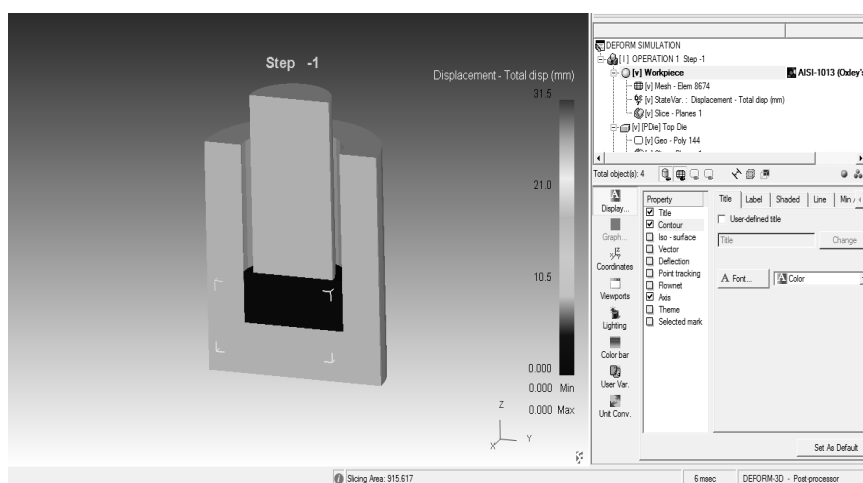 Step -1
Displacement - Total disp (mm)
31.5
21.0
10.5
0.000
0.000 Min
0.000 Max
Z
X
Y
DEFORM SIMULATION
[1] OPERATION 1 Step -1
[v] Workpiece
AISI-1013 (Oxley's
[v] Mesh - Elem 8674
[v] StateVar. : Displacement - Total disp (mm)
[v] Slice - Planes 1
[v] [PDie] Top Die
[v] Geo - Poly 144
Total object(s): 4
Display...
Graph...
Coordinates
Viewports
Lighting
Color bar
User Var.
Unit Conv.
Property
Title
Contour
Iso - surface
Vector
Deflection
Point tracking
Flownet
Axis
Theme
Selected mark
Title
Label
Shaded
Line
Min /
User-defined title
Title
Change
A Font...
Color
Set As Default
Slicing Area: 915.617
6 msec
DEFORM-3D - Post-processor